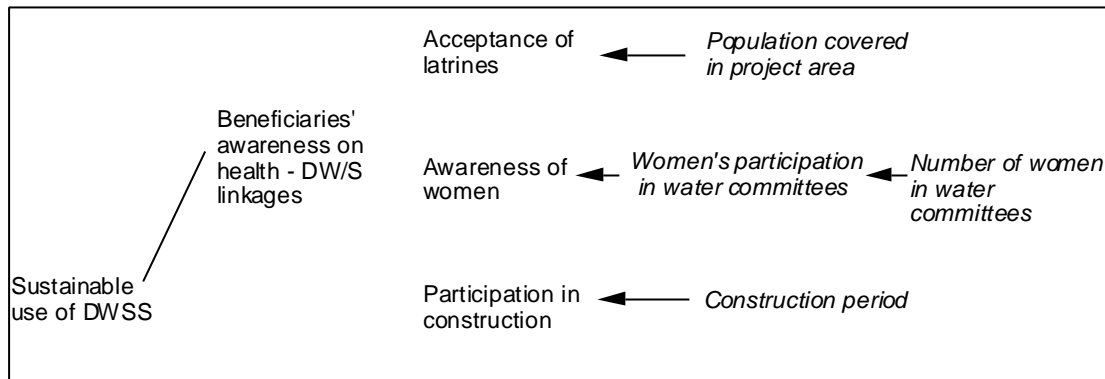 Acceptance of
latrines
Population covered
in project area
Beneficiaries'
awareness on
health - DW/S
linkages
Awareness of
women
Women's participation
in water committees
Number of women
in water
committees
Sustainable
use of DWSS
Participation in
construction
Construction period